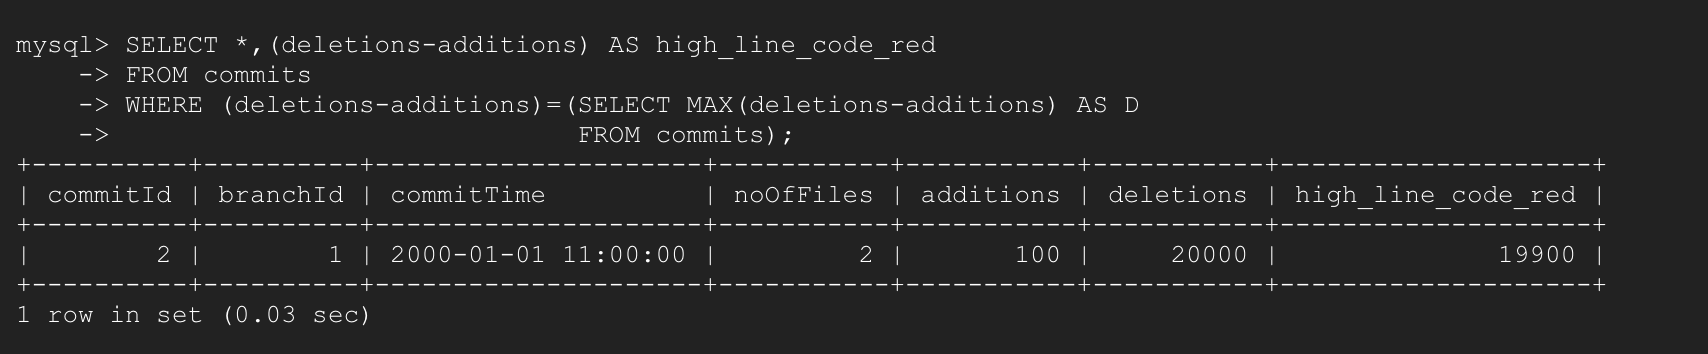 mysql> SELECT *,(deletions-additions) AS high_line_code_red
    -> FROM commits
    -> WHERE (deletions-additions)=(SELECT MAX(deletions-additions) AS D
    ->                              FROM commits);
+----------+----------+---------------------+-----------+-----------+-----------+--------------------+
| commitId | branchId | commitTime          | noOfFiles | additions | deletions | high_line_code_red |
+----------+----------+---------------------+-----------+-----------+-----------+--------------------+
|        2 |        1 | 2000-01-01 11:00:00 |         2 |       100 |     20000 |              19900 |
+----------+----------+---------------------+-----------+-----------+-----------+--------------------+
1 row in set (0.03 sec)